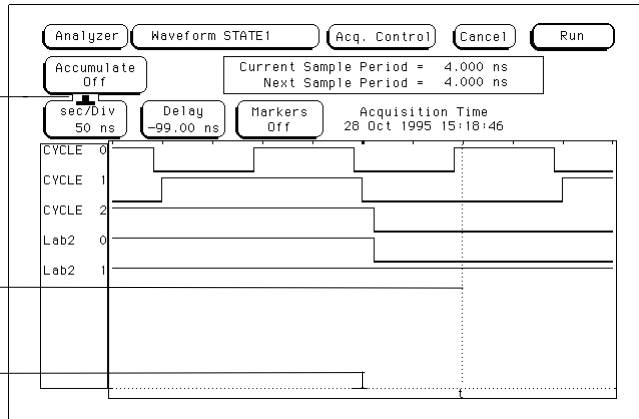 Analyzer Waveform STATE1 Acq. Control Cancel Run
Accumulate
Off
Current Sample Period = 4.000 ns
Next Sample Period = 4.000 ns
sec/Div
50 ns
Delay
-99.00 ns
Markers
Off
Acquisition Time
28 Oct 1995 15:18:46
CYCLE 0
CYCLE 1
CYCLE 2
Lab2 0
Lab2 1
t